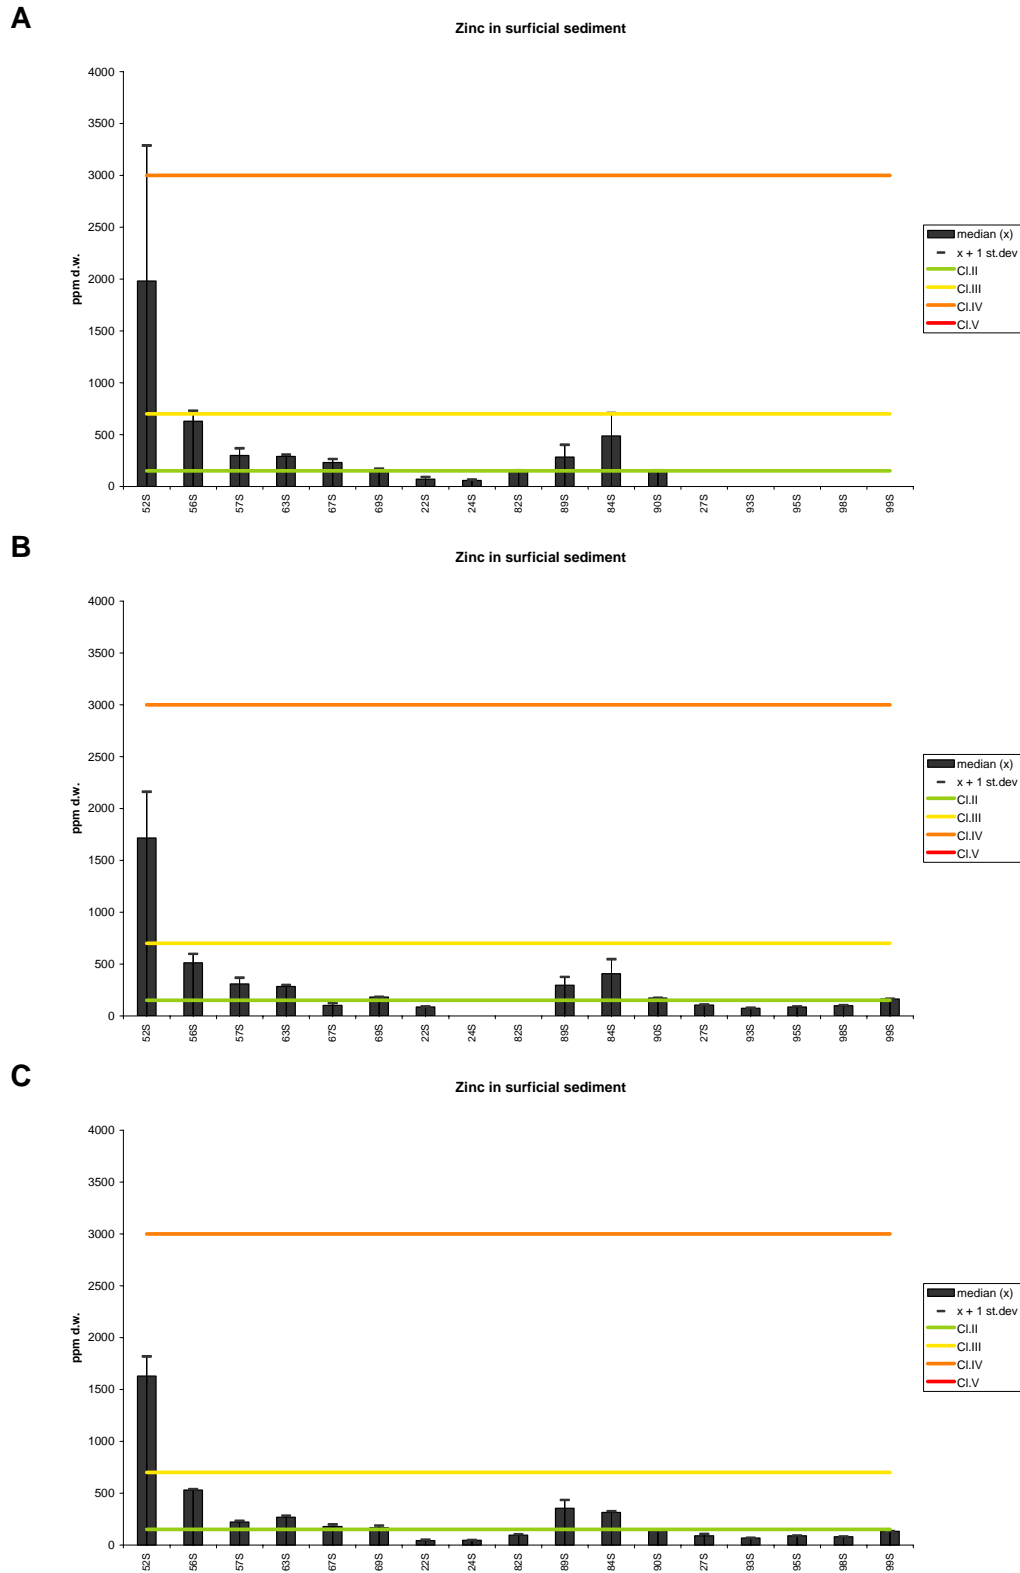 A
Zinc in surficial sediment
4000
3500
3000
2500
2000
1500
1000
500
0
ppm d.w.
52S 56S 57S 63S 67S 69S 22S 24S 82S 89S 84S 90S 27S 93S 95S 98S 99S
median (x)
x + 1 st.dev
Cl.II
Cl.III
Cl.IV
Cl.V
B
Zinc in surficial sediment
4000
3500
3000
2500
2000
1500
1000
500
0
ppm d.w.
52S 56S 57S 63S 67S 69S 22S 24S 82S 89S 84S 90S 27S 93S 95S 98S 99S
median (x)
x + 1 st.dev
Cl.II
Cl.III
Cl.IV
Cl.V
C
Zinc in surficial sediment
4000
3500
3000
2500
2000
1500
1000
500
0
ppm d.w.
52S 56S 57S 63S 67S 69S 22S 24S 82S 89S 84S 90S 27S 93S 95S 98S 99S
median (x)
x + 1 st.dev
Cl.II
Cl.III
Cl.IV
Cl.V